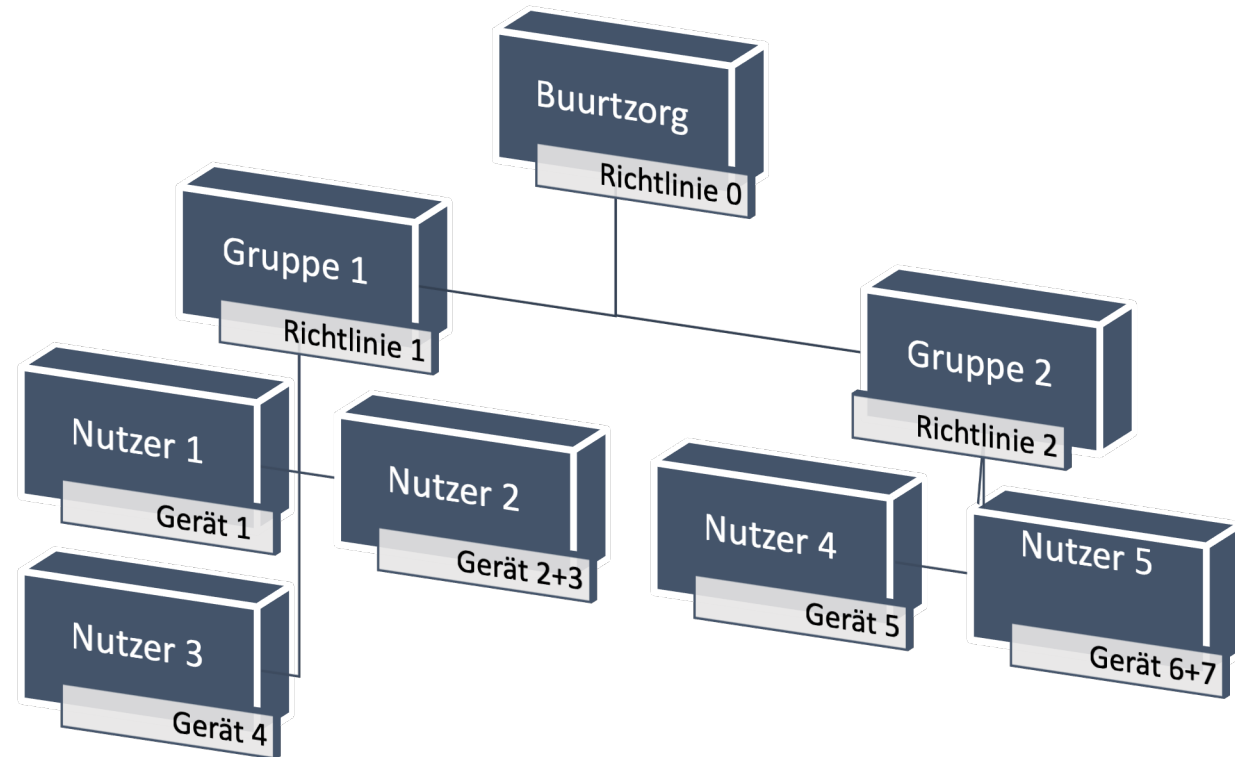 Buurtzorg
Richtlinie 0
Gruppe 1
Richtlinie 1
Gruppe 2
Richtlinie 2
Nutzer 1
Gerät 1
Nutzer 2
Gerät 2+3
Nutzer 3
Gerät 4
Nutzer 4
Gerät 5
Nutzer 5
Gerät 6+7